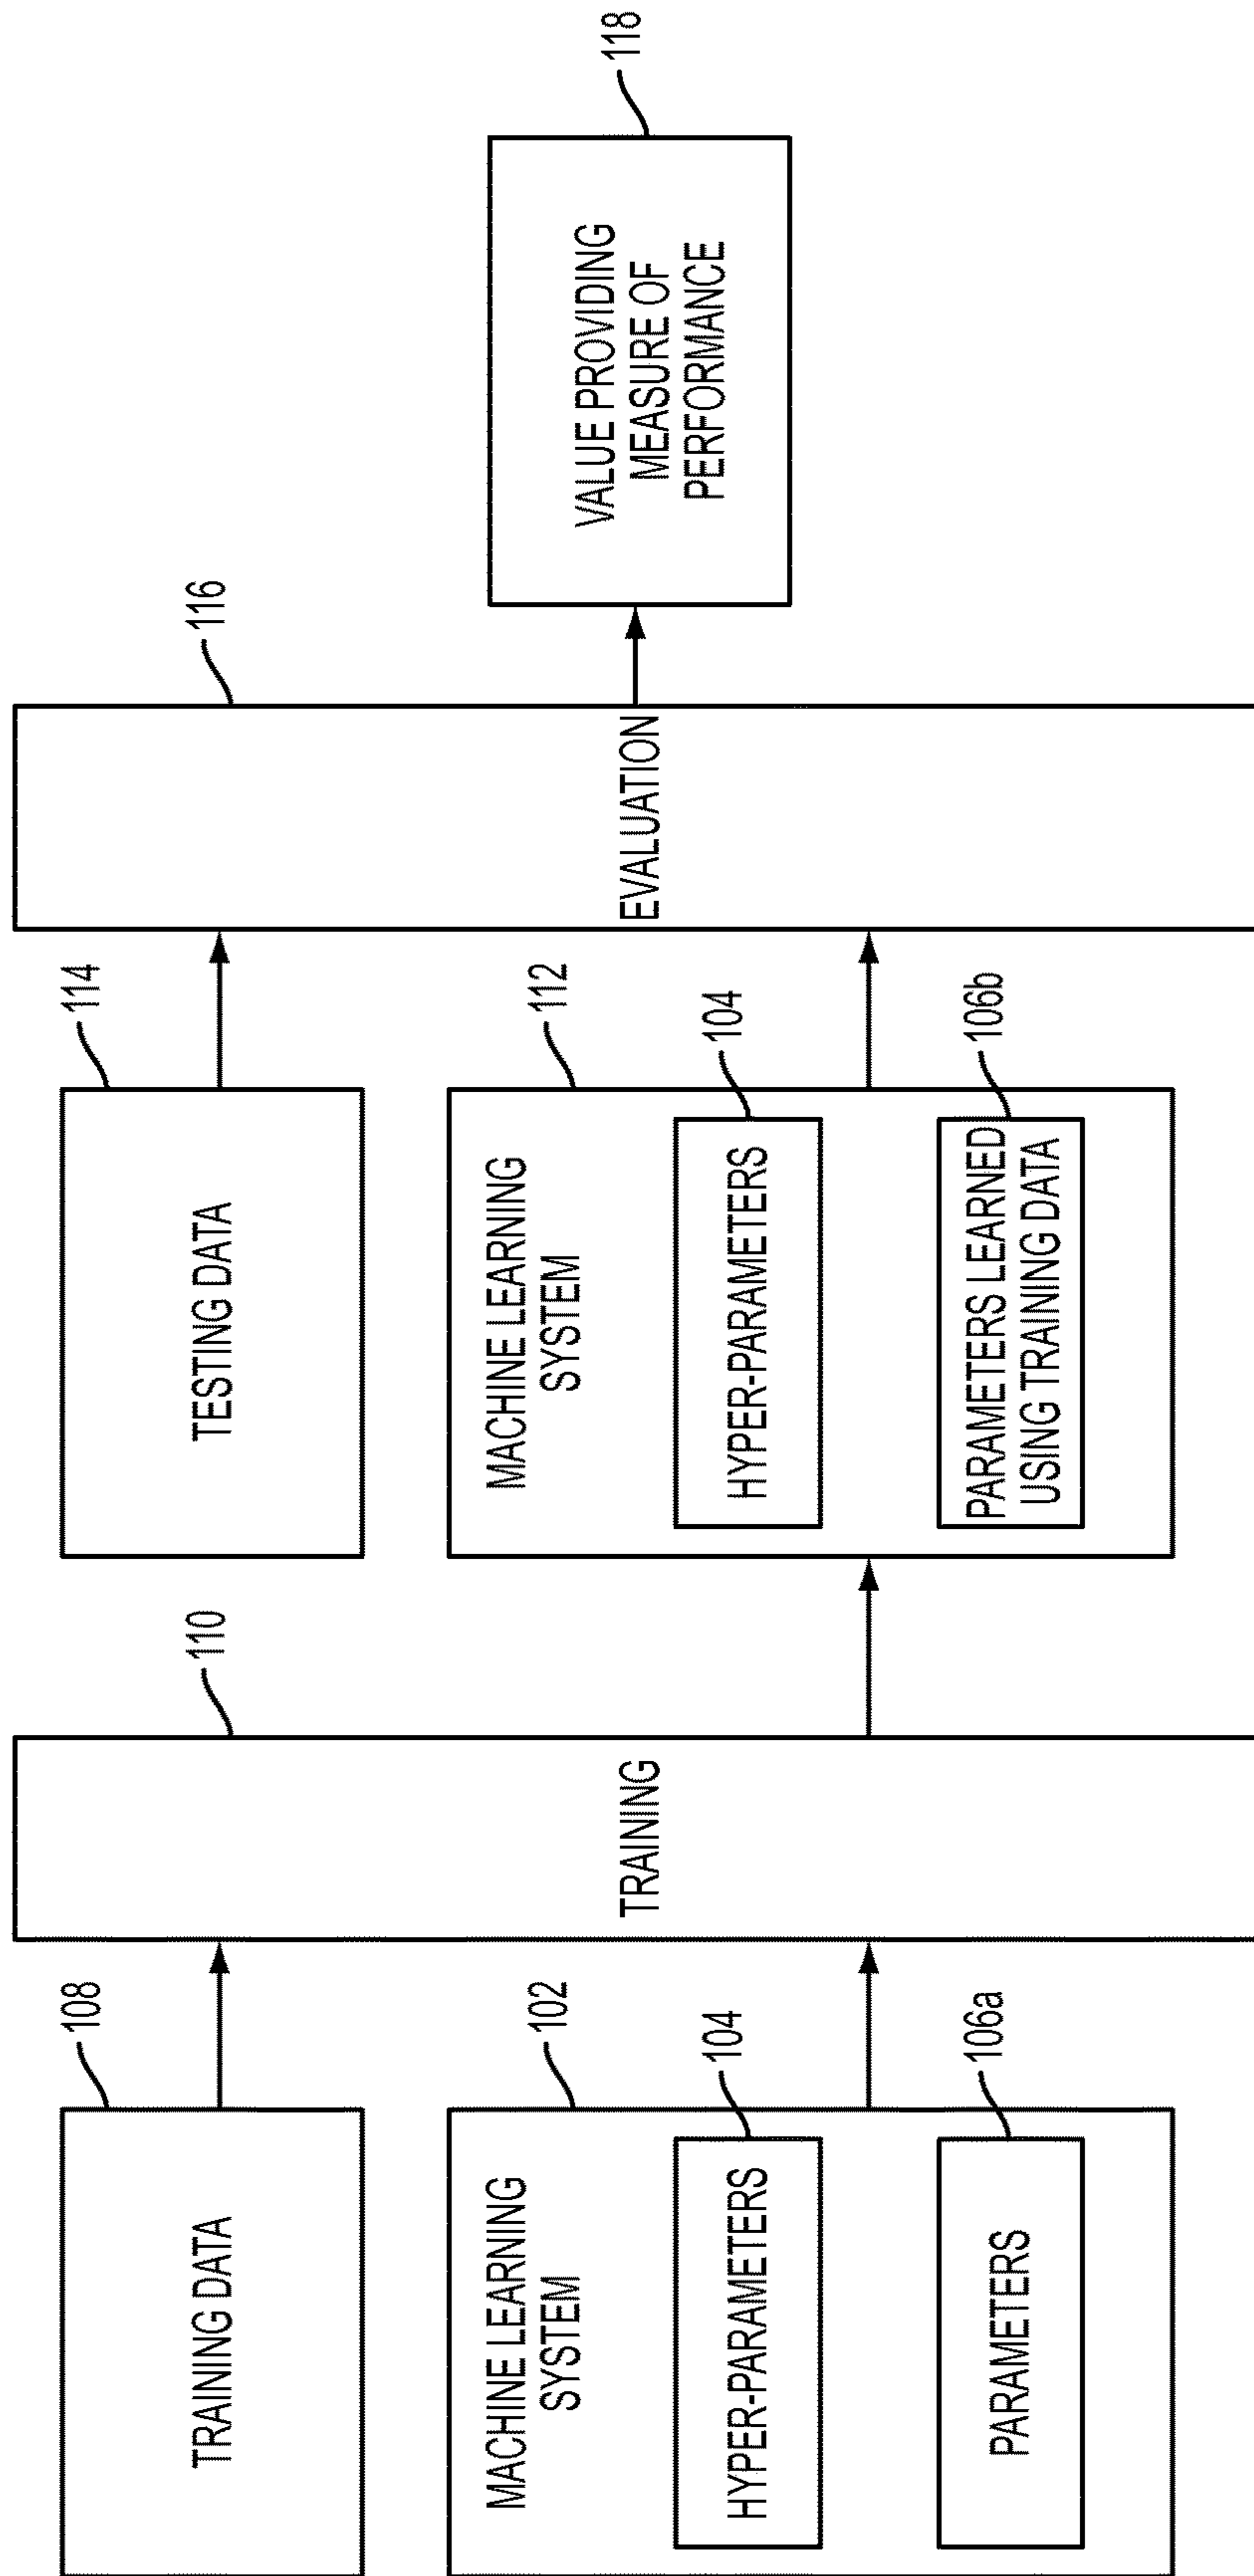 108
TRAINING DATA
102
MACHINE LEARNING
SYSTEM
104
HYPER-PARAMETERS
106a
PARAMETERS
110
TRAINING
114
TESTING DATA
112
MACHINE LEARNING
SYSTEM
104
HYPER-PARAMETERS
106b
PARAMETERS LEARNED
USING TRAINING DATA
116
EVALUATION
118
VALUE PROVIDING
MEASURE OF
PERFORMANCE